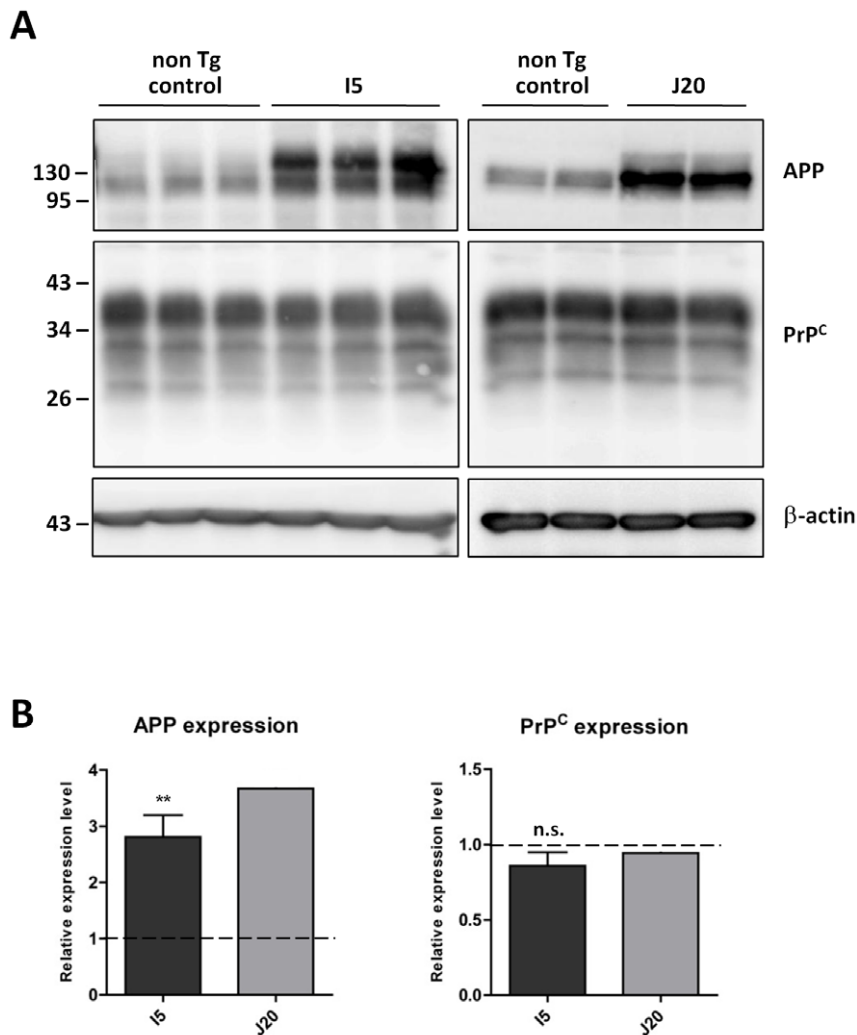 A
non Tg
control
I5
non Tg
control
J20
130
95
APP
43
34
26
PrPᶜ
43
β-actin
B
APP expression
Relative expression level
4
3
2
1
0
**
I5
J20
PrPᶜ expression
Relative expression level
1.5
1.0
0.5
0.0
n.s.
I5
J20